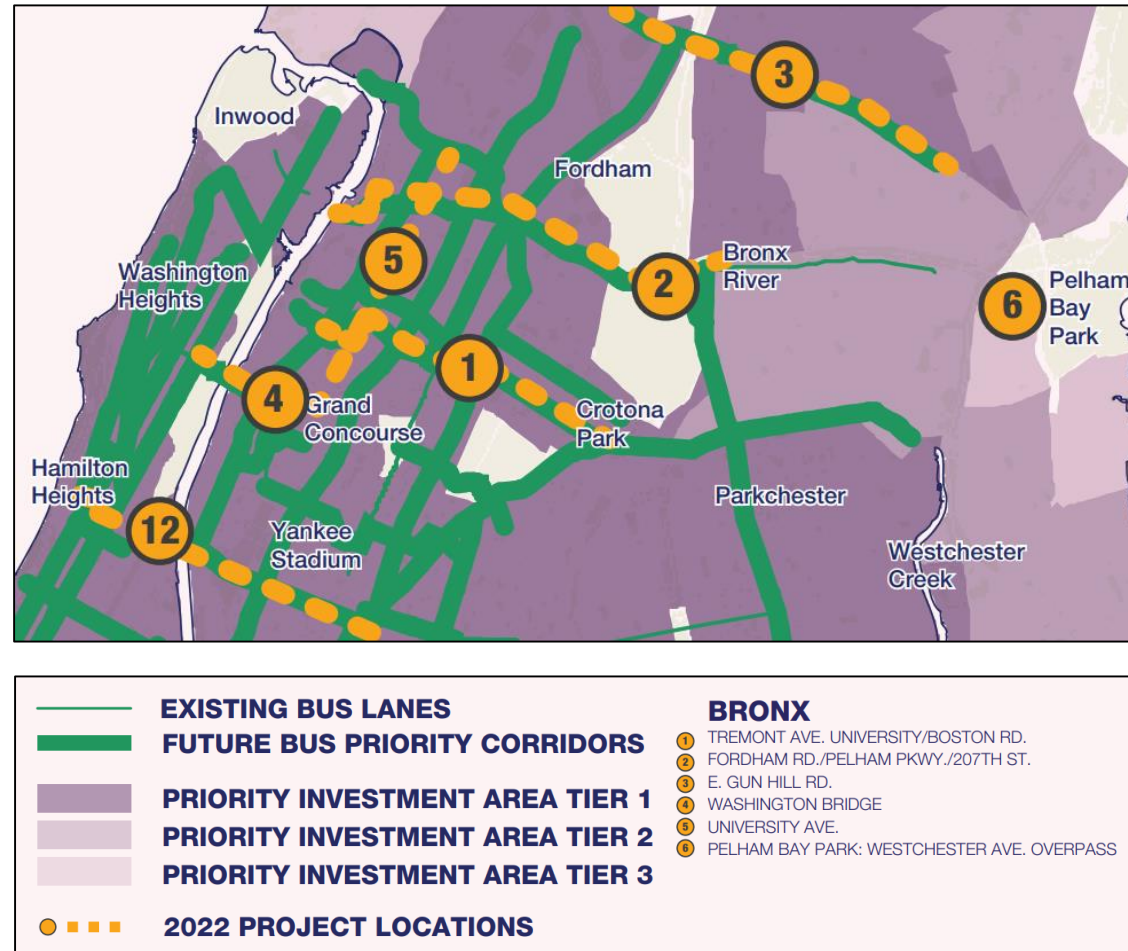 3
Inwood
Fordham
5
Bronx
River
Washington
Heights
2
Pelham
Bay
Park
6
1
4
Grand
Concourse
Crotona
Park
Hamilton
Heights
Parkchester
12
Yankee
Stadium
Westchester
Creek
EXISTING BUS LANES
FUTURE BUS PRIORITY CORRIDORS
PRIORITY INVESTMENT AREA TIER 1
PRIORITY INVESTMENT AREA TIER 2
PRIORITY INVESTMENT AREA TIER 3
2022 PROJECT LOCATIONS
BRONX
1 TREMONT AVE. UNIVERSITY/BOSTON RD.
2 FORDHAM RD./PELHAM PKWY./207TH ST.
3 E. GUN HILL RD.
4 WASHINGTON BRIDGE
5 UNIVERSITY AVE.
6 PELHAM BAY PARK: WESTCHESTER AVE. OVERPASS